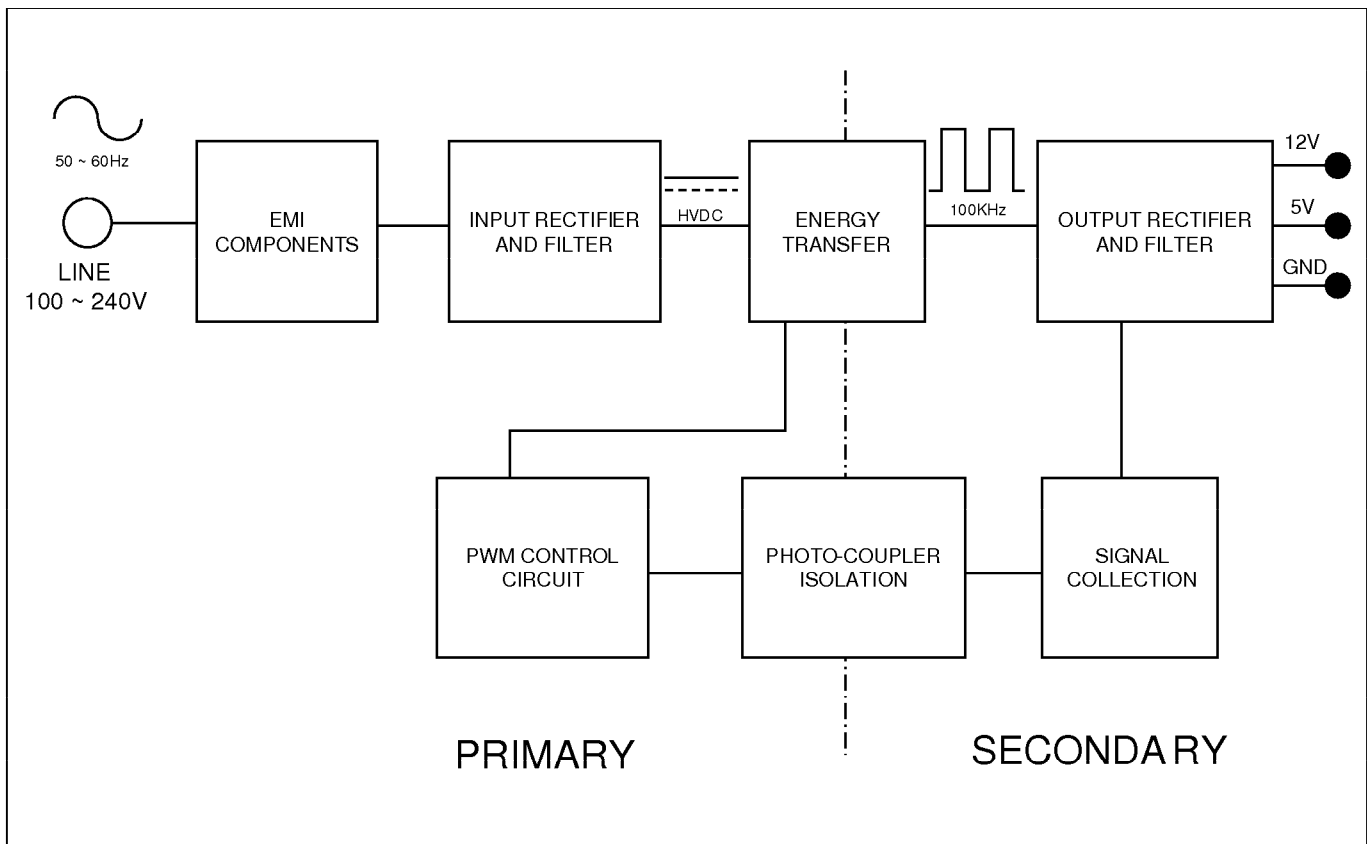 50 ~ 60Hz
LINE
100 ~ 240V
EMI
COMPONENTS
INPUT RECTIFIER
AND FILTER
HVDC
ENERGY
TRANSFER
100KHz
OUTPUT RECTIFIER
AND FILTER
12V
5V
GND
PWM CONTROL
CIRCUIT
PHOTO-COUPLER
ISOLATION
SIGNAL
COLLECTION
PRIMARY
SECONDARY